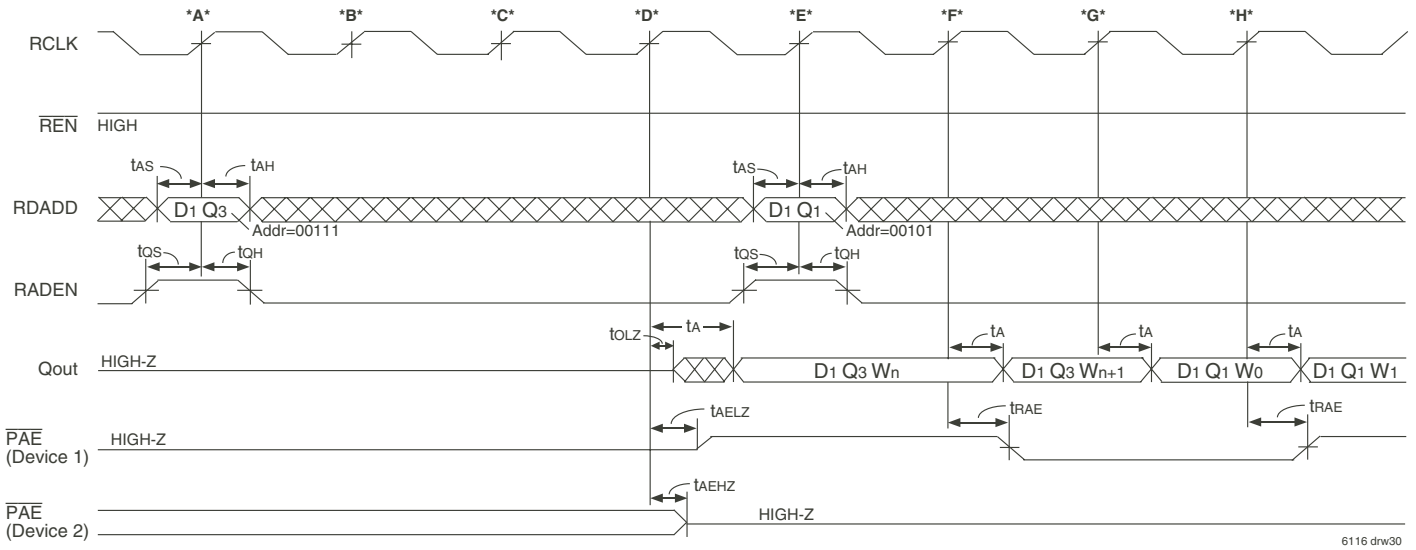 *A* *B* *C* *D* *E* *F* *G* *H*
RCLK
REN HIGH
tAS tAH tAS tAH
RDADD D1 Q3 D1 Q1
Addr=00111 Addr=00101
tQS tQH tQS tQH
RADEN
tOLZ tA tA tA tA
Qout HIGH-Z D1 Q3 Wn D1 Q3 Wn+1 D1 Q1 W0 D1 Q1 W1
tAELZ tRAE tRAE
PAE HIGH-Z
(Device 1)
tAEHZ
PAE HIGH-Z
(Device 2)
6116 drw30